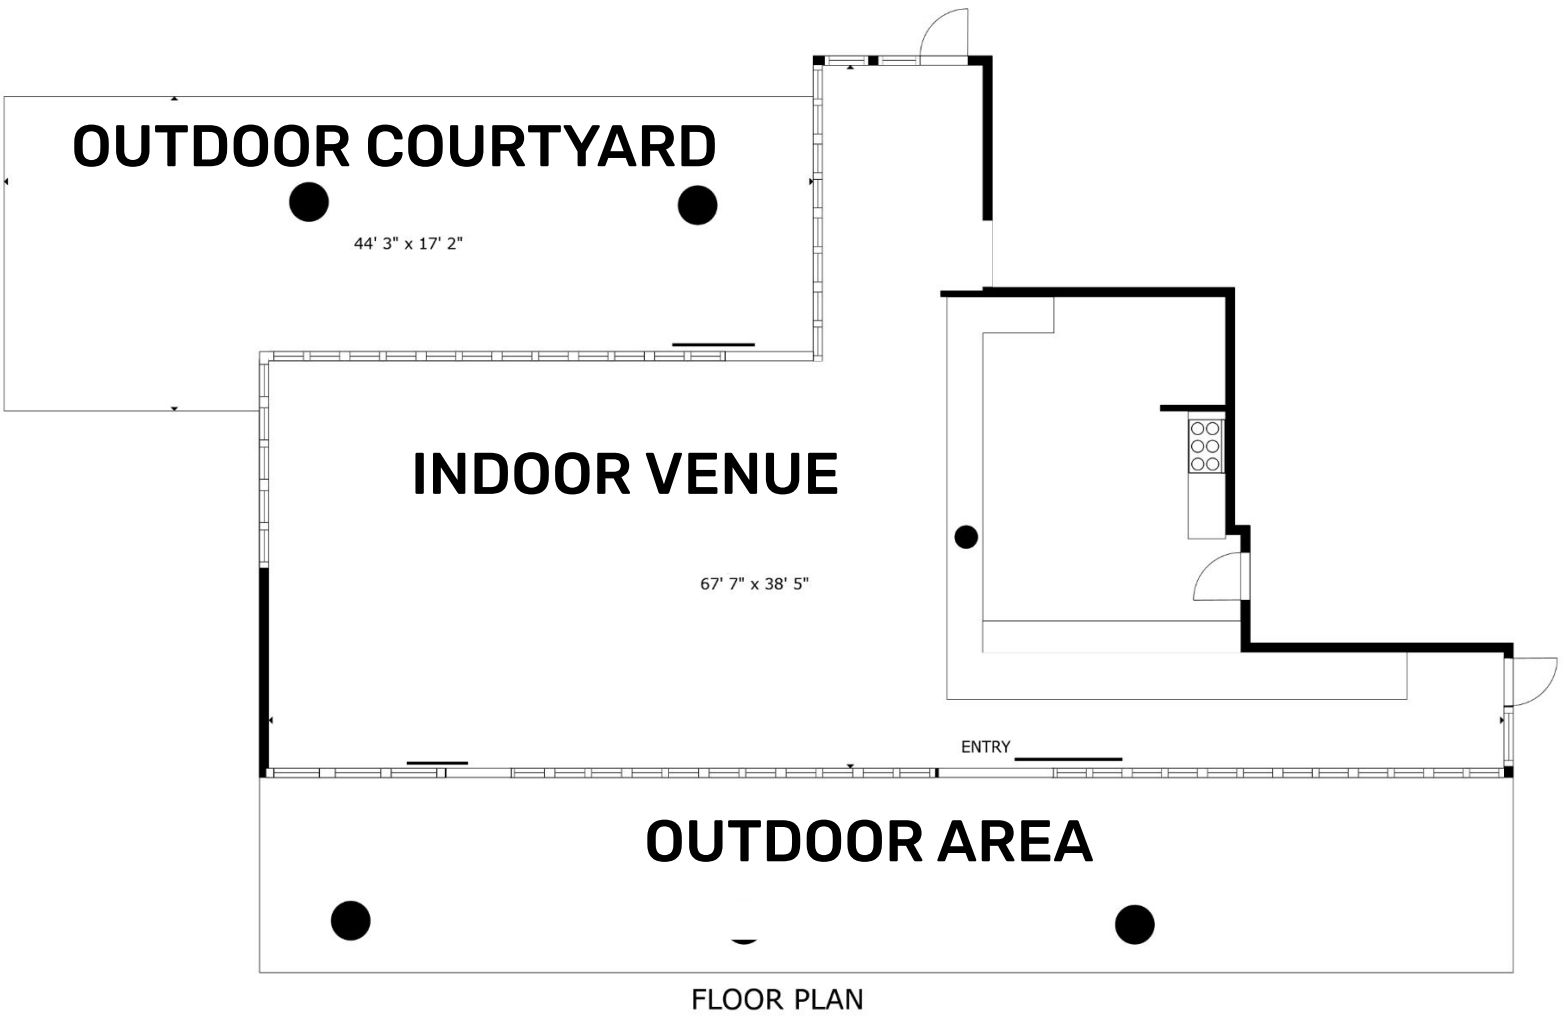 OUTDOOR COURTYARD
44' 3" x 17' 2"
INDOOR VENUE
67' 7" x 38' 5"
ENTRY
OUTDOOR AREA
FLOOR PLAN